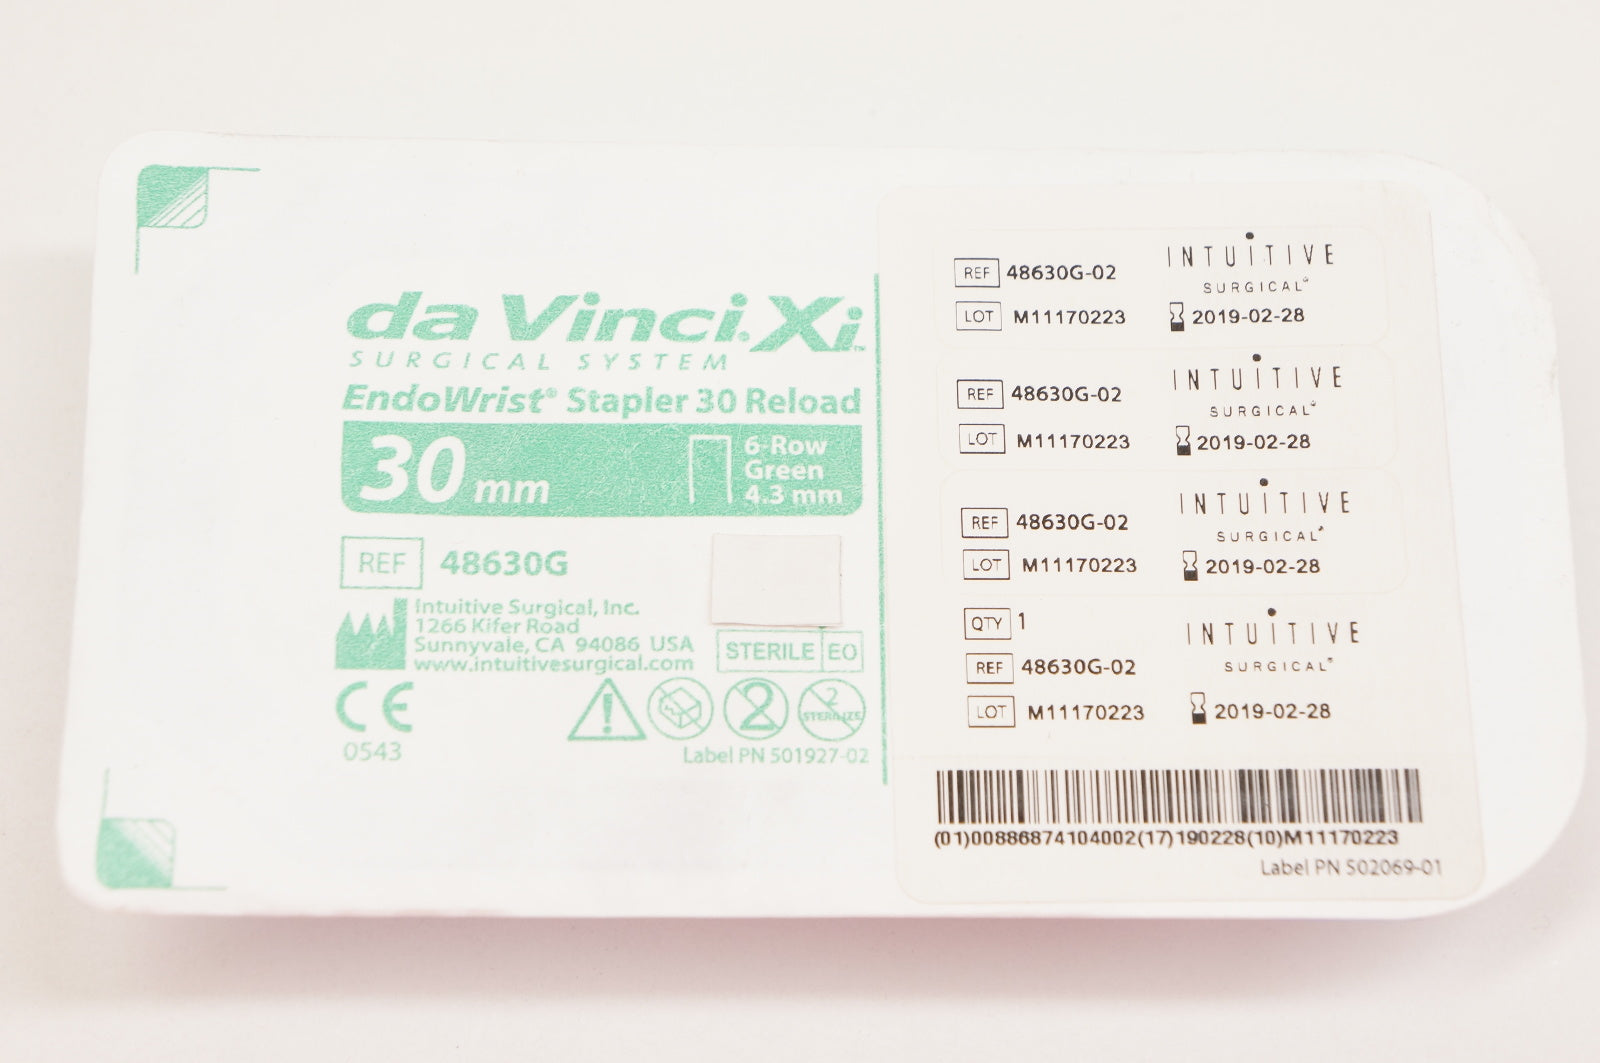 da Vinci.Xi™
SURGICAL SYSTEM
EndoWrist® Stapler 30 Reload
30 mm
6-Row
Green
4.3 mm
REF 48630G
Intuitive Surgical, Inc.
1266 Kifer Road
Sunnyvale, CA 94086 USA
www.intuitivesurgical.com
STERILE EO
CE
0543
2
2
STERILIZE
Label PN 501927-02
INTUITIVE
SURGICAL®
REF 48630G-02
LOT M11170223
2019-02-28
INTUITIVE
SURGICAL®
REF 48630G-02
LOT M11170223
2019-02-28
INTUITIVE
SURGICAL®
REF 48630G-02
LOT M11170223
2019-02-28
QTY 1
INTUITIVE
SURGICAL®
REF 48630G-02
LOT M11170223
2019-02-28
(01)00886874104002(17)190228(10)M11170223
Label PN 502069-01